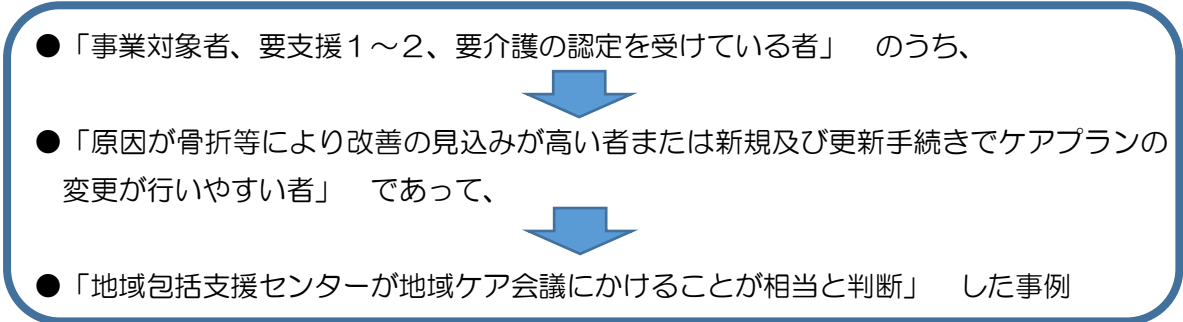 ●「事業対象者、要支援１～２、要介護の認定を受けている者」　のうち、
●「原因が骨折等により改善の見込みが高い者または新規及び更新手続きでケアプランの
変更が行いやすい者」　であって、
●「地域包括支援センターが地域ケア会議にかけることが相当と判断」　した事例